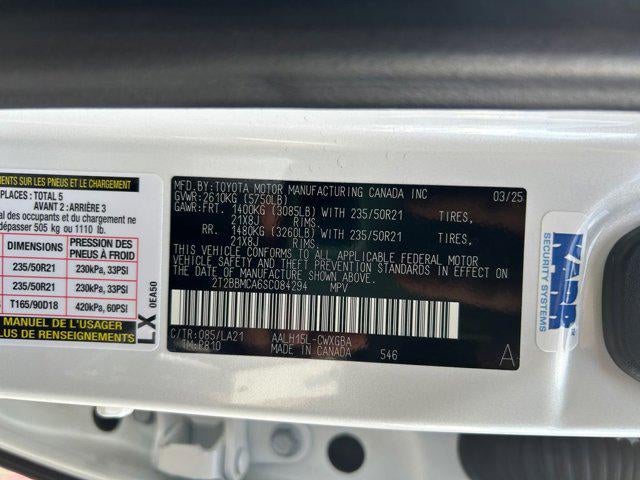 EMENTS SUR LES PNEUS ET LE CHARGEMENT
PLACES : TOTAL 5
AVANT 2 : ARRIÈRE 3
tal des occupants et du chargement ne
dépasser 505 kg ou 1110 lb.
DIMENSIONS
PRESSION DES PNEUS À FROID
235/50R21
230kPa, 33PSI
235/50R21
230kPa, 33PSI
T165/90D18
420kPa, 60PSI
MANUEL DE L'USAGER
PLUS DE RENSEIGNEMENTS
LX
0EA50
MFD.BY:TOYOTA MOTOR MANUFACTURING CANADA INC 03/25
GVWR:2610KG (5750LB)
GAWR:FRT. 1400KG (3085LB) WITH 235/50R21 TIRES,
21X8J RIMS.
RR. 1480KG (3260LB) WITH 235/50R21 TIRES,
21X8J RIMS.
THIS VEHICLE CONFORMS TO ALL APPLICABLE FEDERAL MOTOR
VEHICLE SAFETY AND THEFT PREVENTION STANDARDS IN EFFECT
ON THE DATE OF MANUFACTURE SHOWN ABOVE.
2T2BBMCA6SC084294 MPV
C/TR:085/LA21 AALH15L-CWXGBA
TM:P810 MADE IN CANADA 546 A
SECURITY SYSTEMS